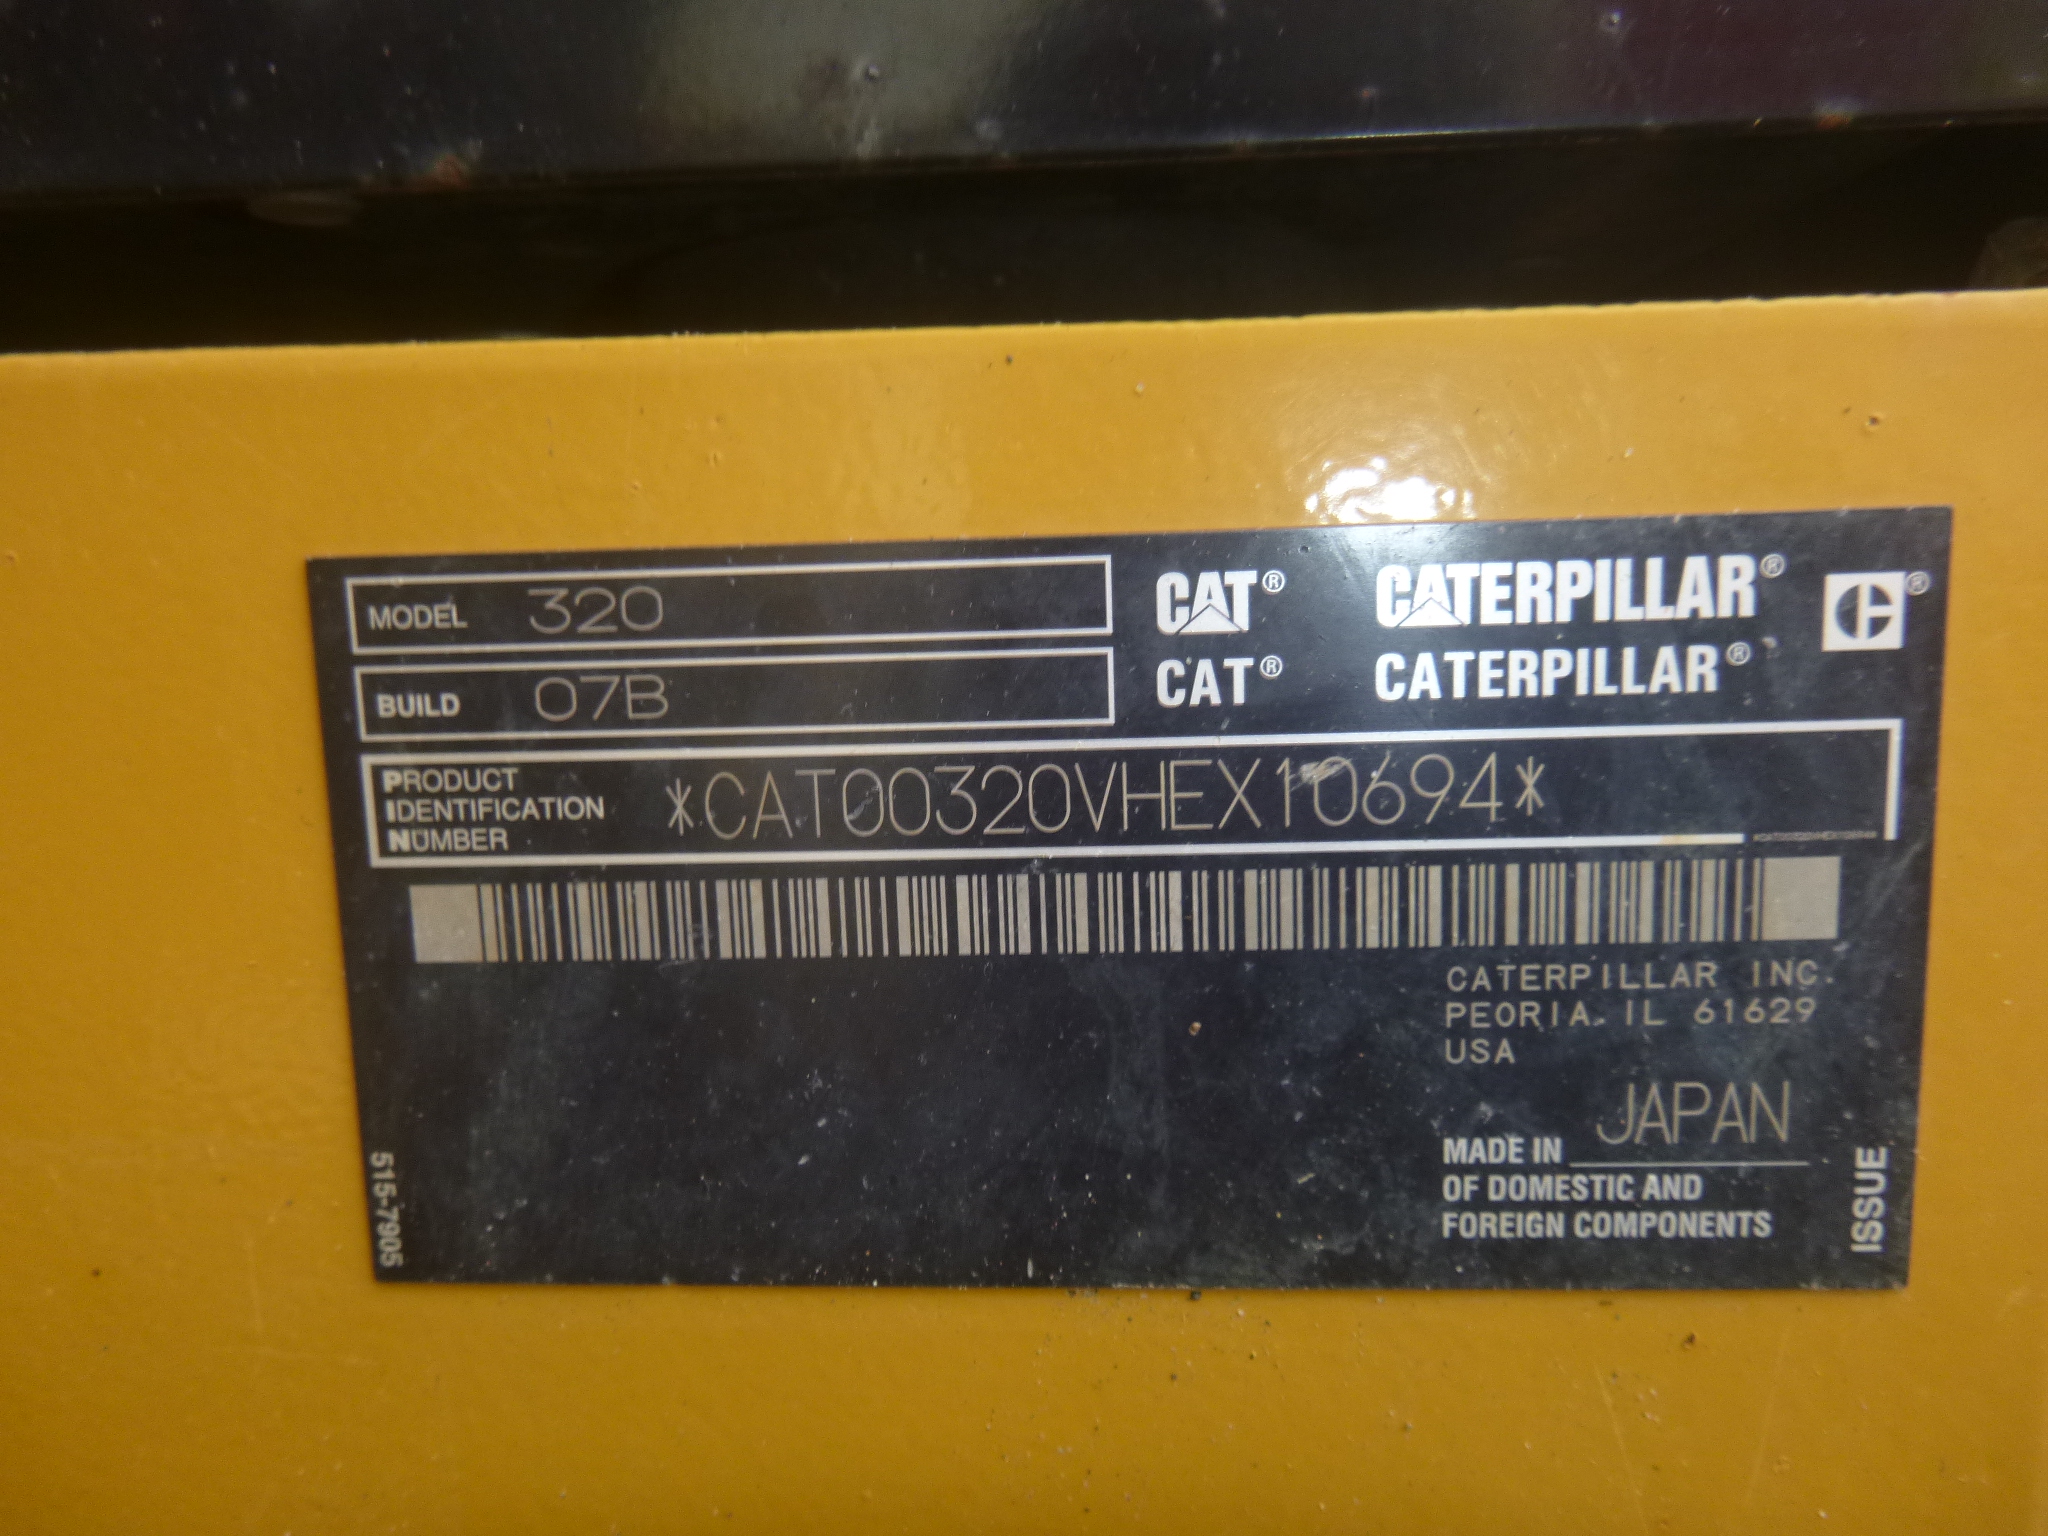 MODEL 320
BUILD 07B
CAT® CATERPILLAR® ®
CAT® CATERPILLAR®
PRODUCT
IDENTIFICATION
NUMBER
*CAT00320VHEX10694*
CATERPILLAR INC.
PEORIA, IL 61629
USA
MADE IN JAPAN
OF DOMESTIC AND
FOREIGN COMPONENTS
515-7905
ISSUE